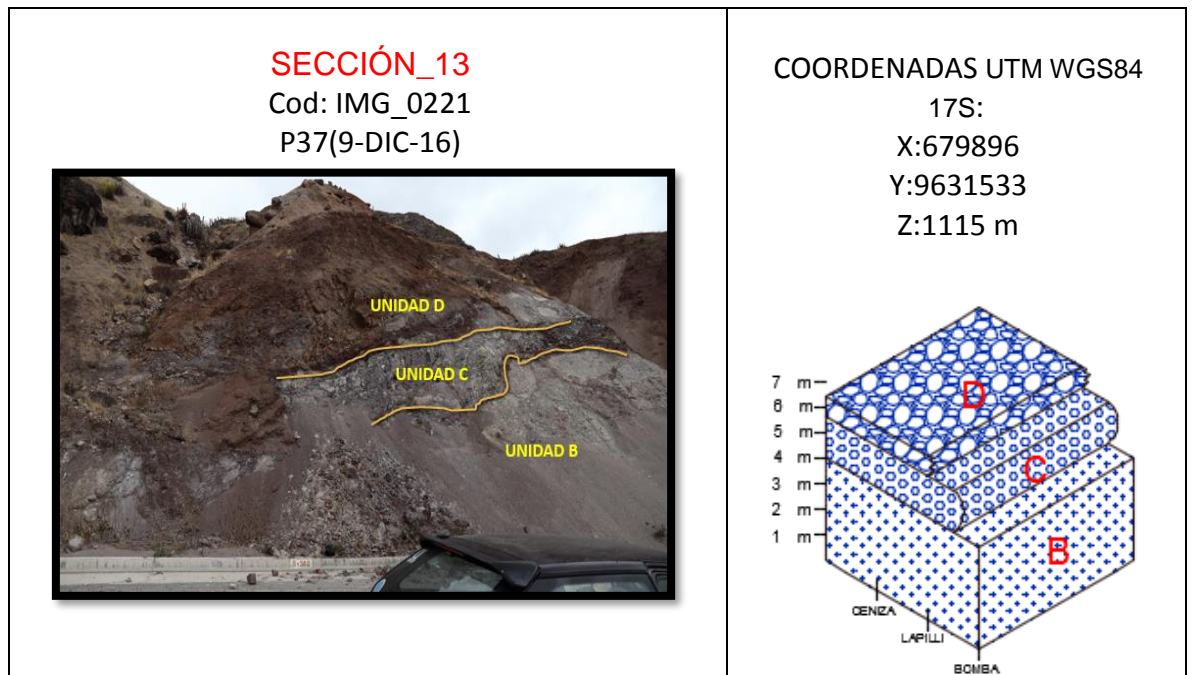 SECCIÓN_13
Cod: IMG_0221
P37(9-DIC-16)
UNIDAD D
UNIDAD C
UNIDAD B
COORDENADAS UTM WGS84
17S:
X:679896
Y:9631533
Z:1115 m
7 m
6 m
5 m
4 m
3 m
2 m
1 m
D
C
B
CENIZA
LAPILLI
BOMBA